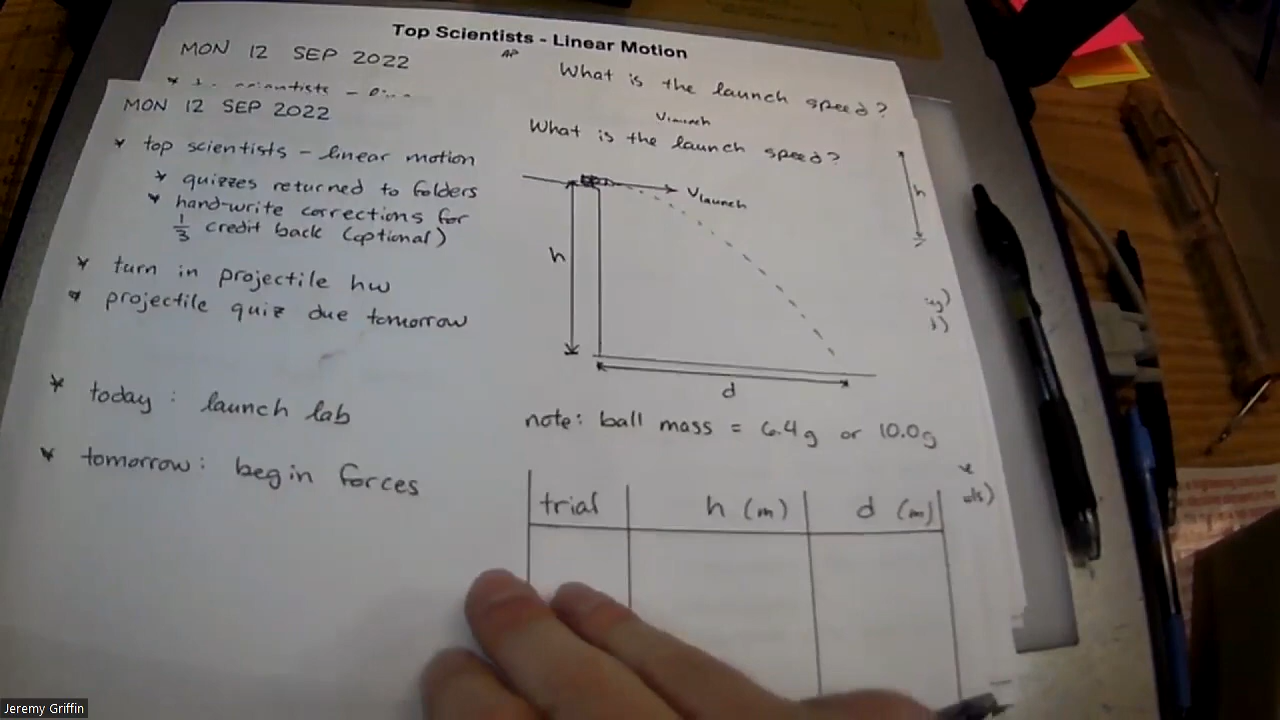 Top Scientists - Linear Motion
MON 12 SEP 2022
AP
What is the launch speed?
MON 12 SEP 2022
* top scientists - linear motion
* quizzes returned to folders
* hand-write corrections for
1/3 credit back (optional)
* turn in projectile hw
* projectile quiz due tomorrow
* today: launch lab
* tomorrow: begin forces
Vlaunch
What is the launch speed?
Vlaunch
h
h
d
note: ball mass = 6.4g or 10.0g
trial h (m) d (m)
Jeremy Griffin